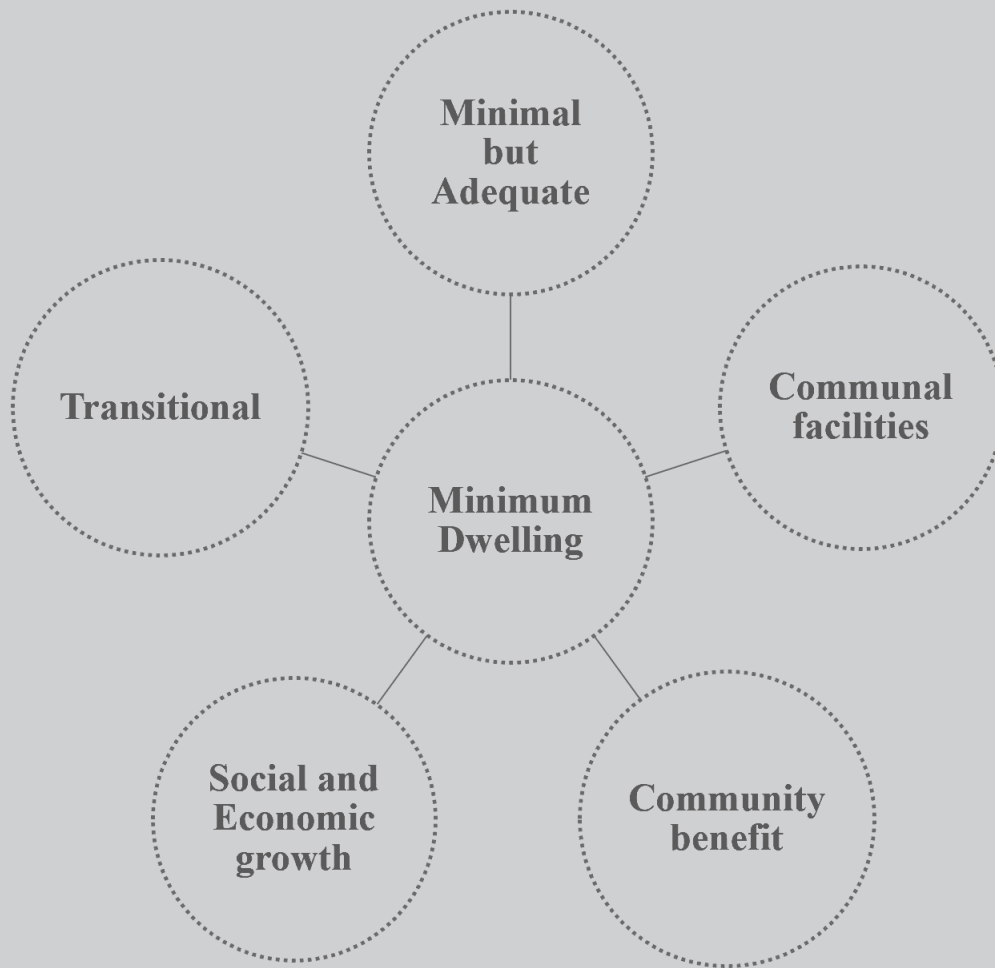 Minimal
but
Adequate
Transitional
Communal
facilities
Minimum
Dwelling
Social and
Economic
growth
Community
benefit